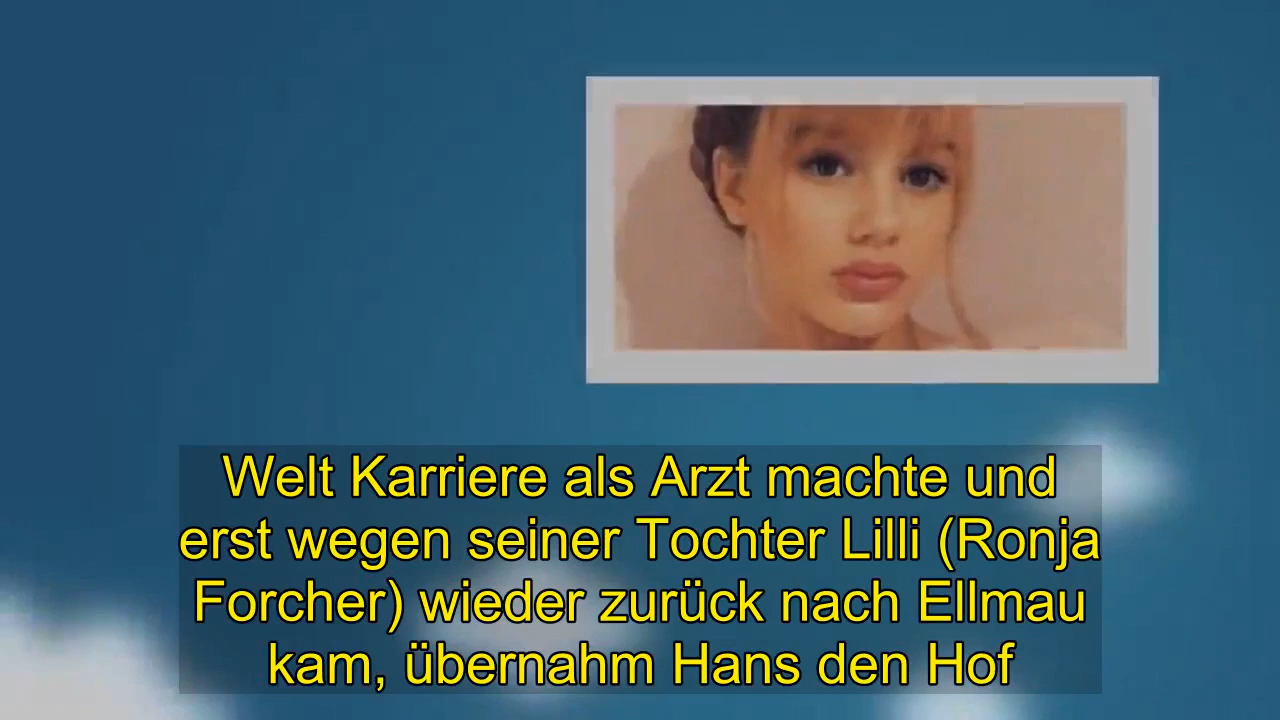 Welt Karriere als Arzt machte und
erst wegen seiner Tochter Lilli (Ronja
Forcher) wieder zurück nach Ellmau
kam, übernahm Hans den Hof